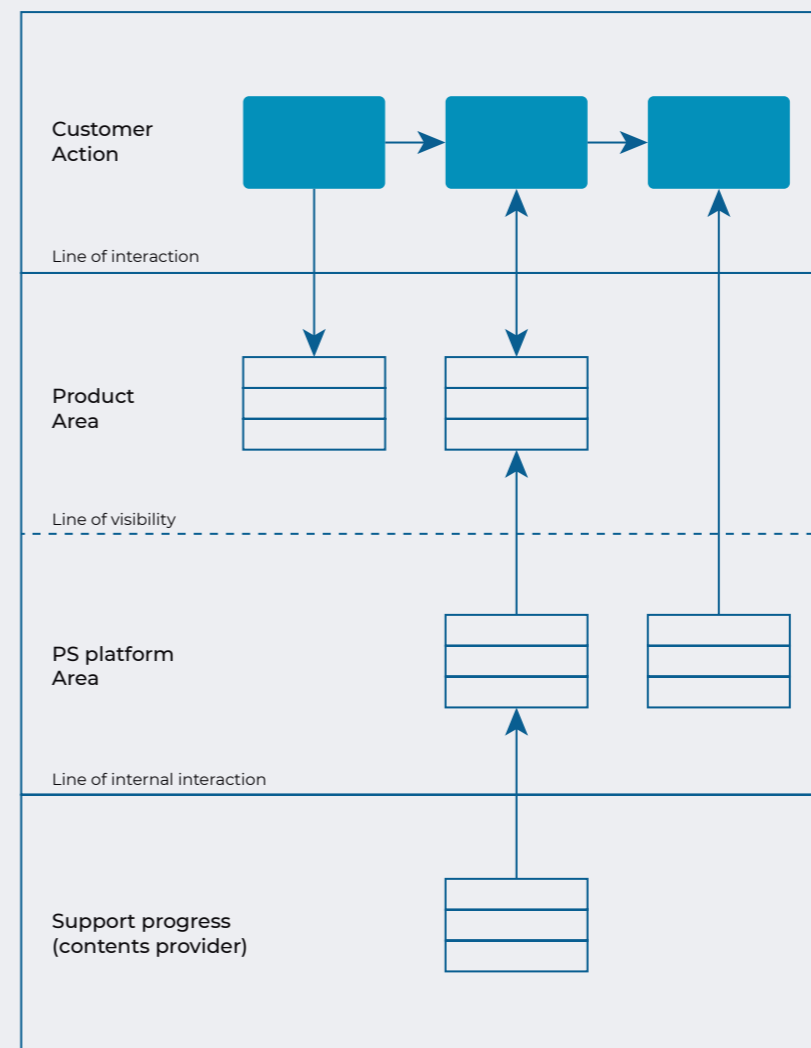 Customer
Action
Line of interaction
Product
Area
Line of visibility
PS platform
Area
Line of internal interaction
Support progress
(contents provider)